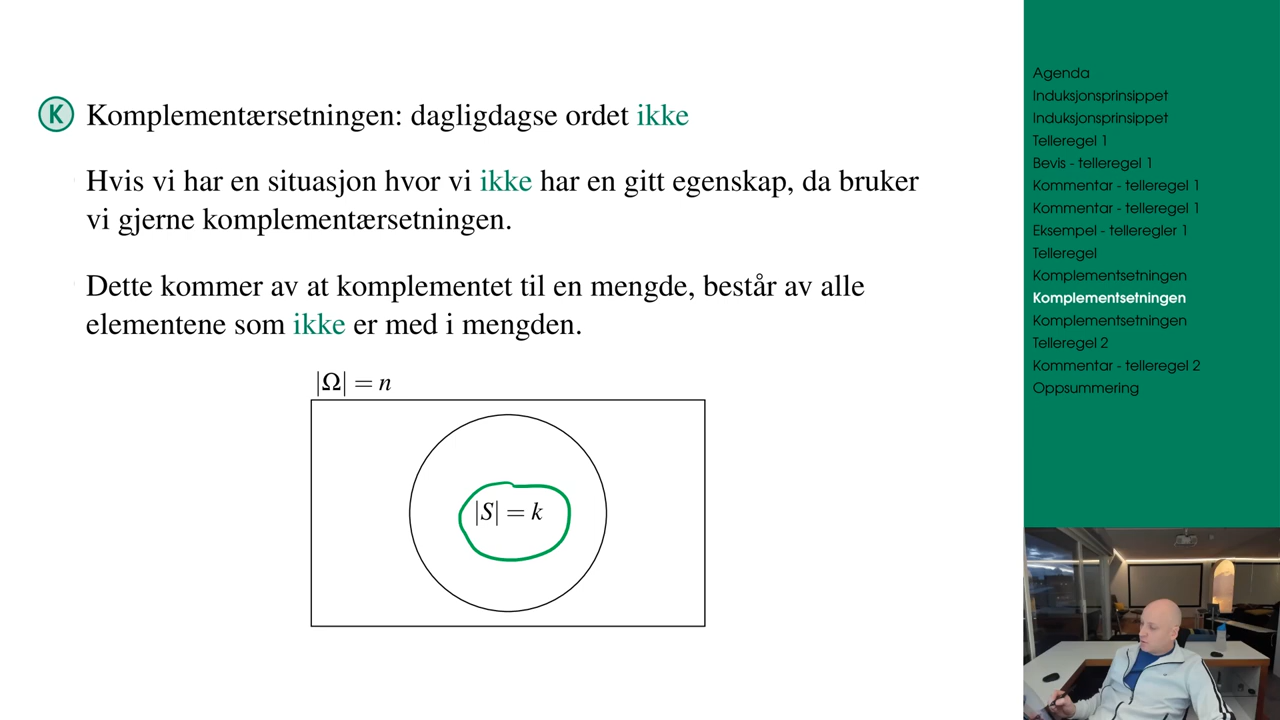 K Komplementærsetningen: dagligdagse ordet ikke
Hvis vi har en situasjon hvor vi ikke har en gitt egenskap, da bruker
vi gjerne komplementærsetningen.
Dette kommer av at komplementet til en mengde, består av alle
elementene som ikke er med i mengden.
|Ω| = n
|S| = k
Agenda
Induksjonsprinsippet
Induksjonsprinsippet
Telleregel 1
Bevis - telleregel 1
Kommentar - telleregel 1
Kommentar - telleregel 1
Eksempel - telleregler 1
Telleregel
Komplementsetningen
Komplementsetningen
Komplementsetningen
Telleregel 2
Kommentar - telleregel 2
Oppsummering